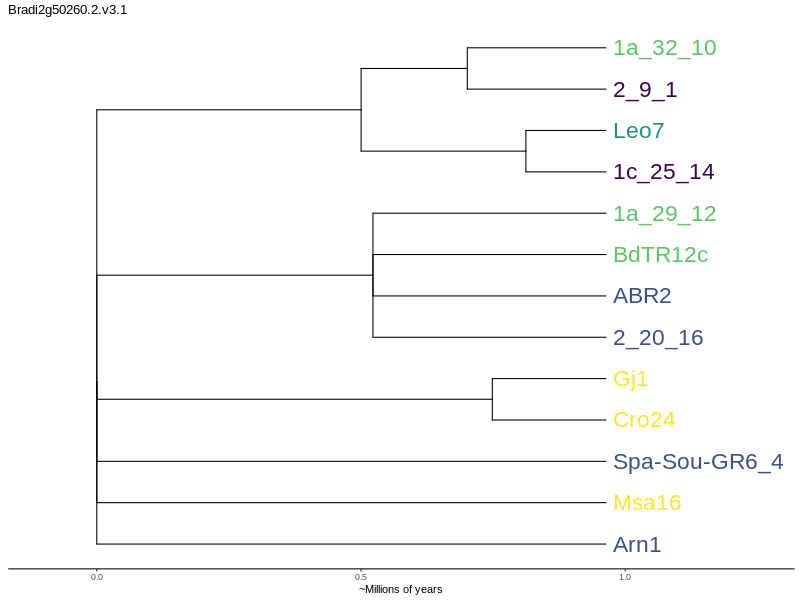 Bradi2g50260.2.v3.1
1a_32_10
2_9_1
Leo7
1c_25_14
1a_29_12
BdTR12c
ABR2
2_20_16
Gj1
Cro24
Spa-Sou-GR6_4
Msa16
Arn1
0.0 0.5 1.0
~Millions of years